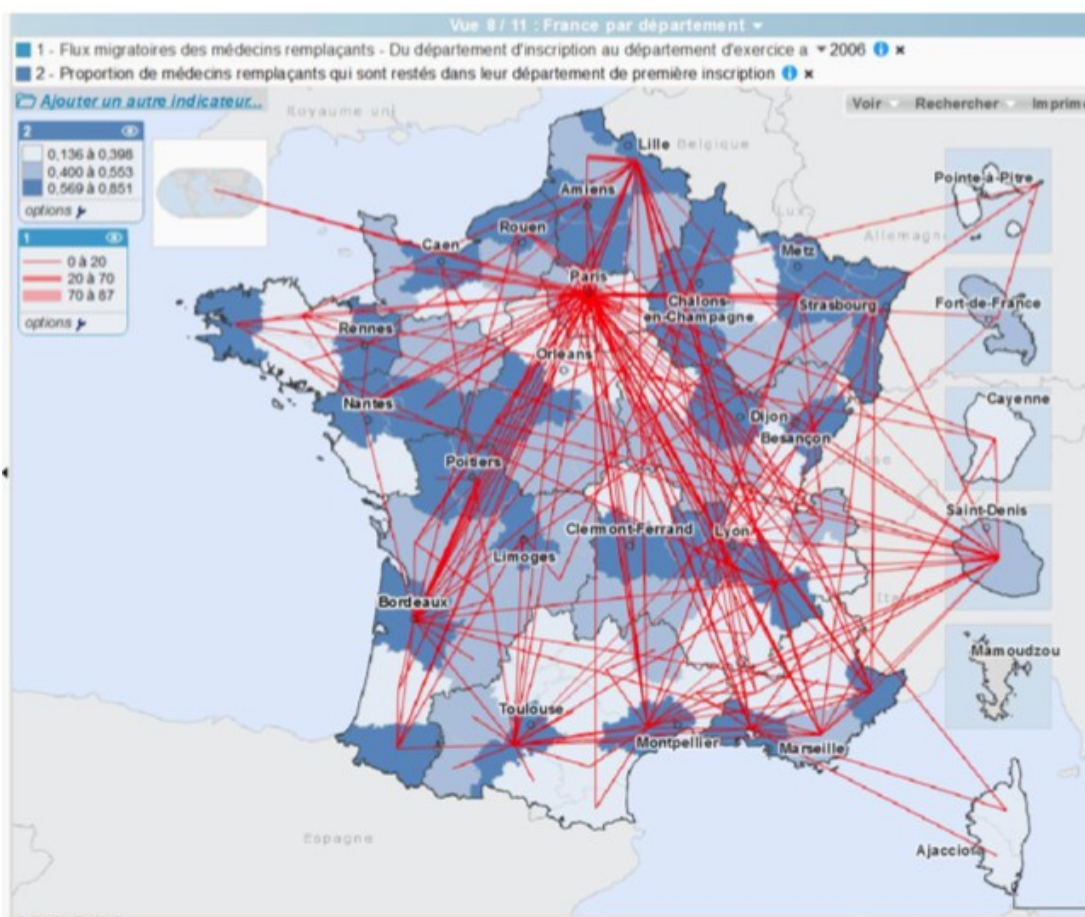 Vue 8 / 11 : France par département
1 - Flux migratoires des médecins remplaçants - Du département d'inscription au département d'exercice a 2006
2 - Proportion de médecins remplaçants qui sont restés dans leur département de première inscription
Ajouter un autre indicateur...
Voir Rechercher Imprime
Royaume uni
2
0,136 à 0,398
0,400 à 0,553
0,569 à 0,851
options
1
0 à 20
20 à 70
70 à 87
options
Lille
Belgique
Amiens
Pointe-à-Pitre
Lux
Allemagne
Rouen
Caen
Metz
Paris
Châlons-en-Champagne
Strasbourg
Fort-de-France
Rennes
Orléans
Nantes
Dijon
Besançon
Cayenne
Poitiers
Suisse
Saint-Denis
Clermont-Ferrand
Lyon
Limoges
Bordeaux
Italie
Mamoudzou
Toulouse
Montpellier
Marseille
Espagne
Ajaccio